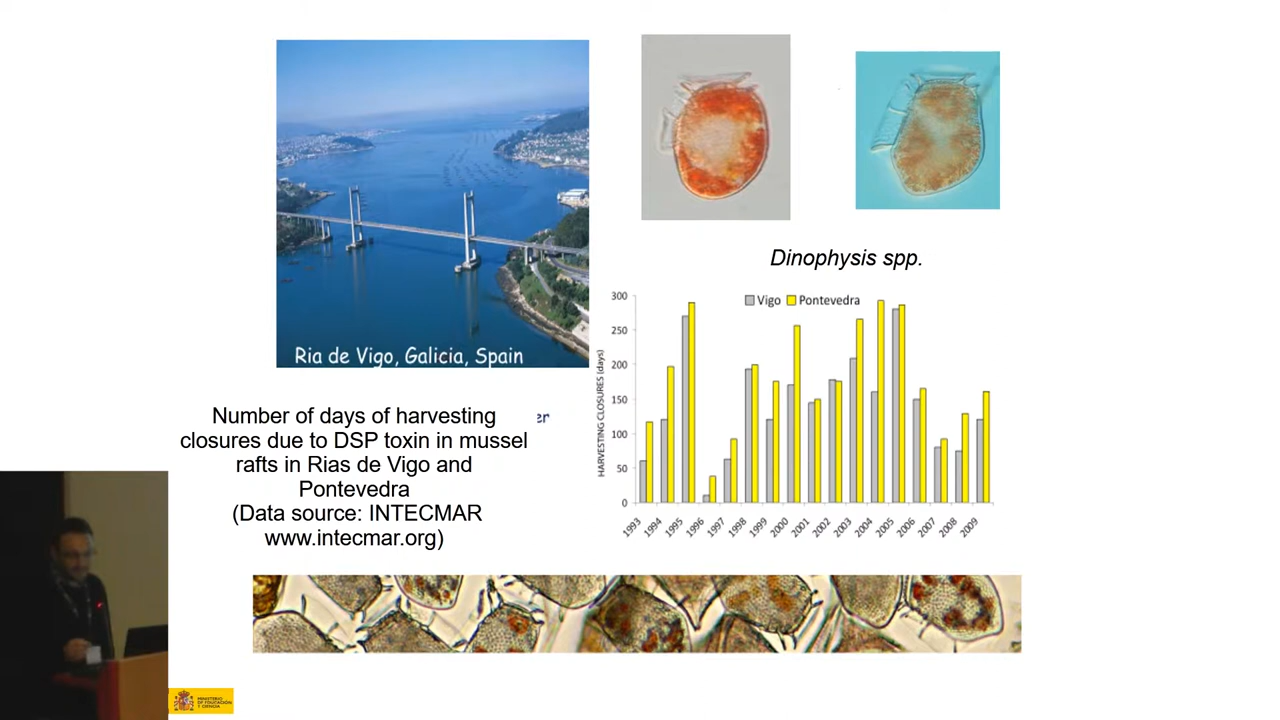 Ria de Vigo, Galicia, Spain
Dinophysis spp.
Number of days of harvesting
closures due to DSP toxin in mussel
rafts in Rias de Vigo and
Pontevedra
(Data source: INTECMAR
www.intecmar.org)
er
Vigo
Pontevedra
HARVESTING CLOSURES (days)
300
250
200
150
100
50
0
1993
1994
1995
1996
1997
1998
1999
2000
2001
2002
2003
2004
2005
2006
2007
2008
2009
MINISTERIO
DE EDUCACIÓN
Y CIENCIA